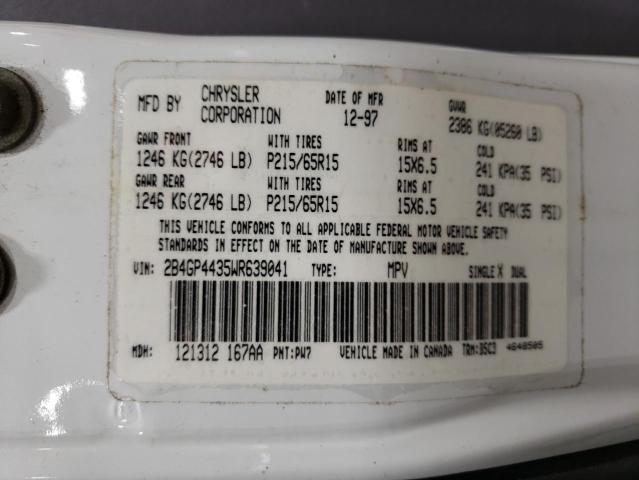 MFD BY CHRYSLER CORPORATION DATE OF MFR 12-97 GVWR 2386 KG(05260 LB)
GAWR FRONT WITH TIRES RIMS AT COLD
1246 KG(2746 LB) P215/65R15 15X6.5 241 KPA(35 PSI)
GAWR REAR WITH TIRES RIMS AT COLD
1246 KG(2746 LB) P215/65R15 15X6.5 241 KPA(35 PSI)
THIS VEHICLE CONFORMS TO ALL APPLICABLE FEDERAL MOTOR VEHICLE SAFETY
STANDARDS IN EFFECT ON THE DATE OF MANUFACTURE SHOWN ABOVE.
VIN: 2B4GP4435WR639041 TYPE: MPV SINGLE X DUAL
MDH: 121312 167AA PNT:PW7 VEHICLE MADE IN CANADA TRM:BSC3 4648505